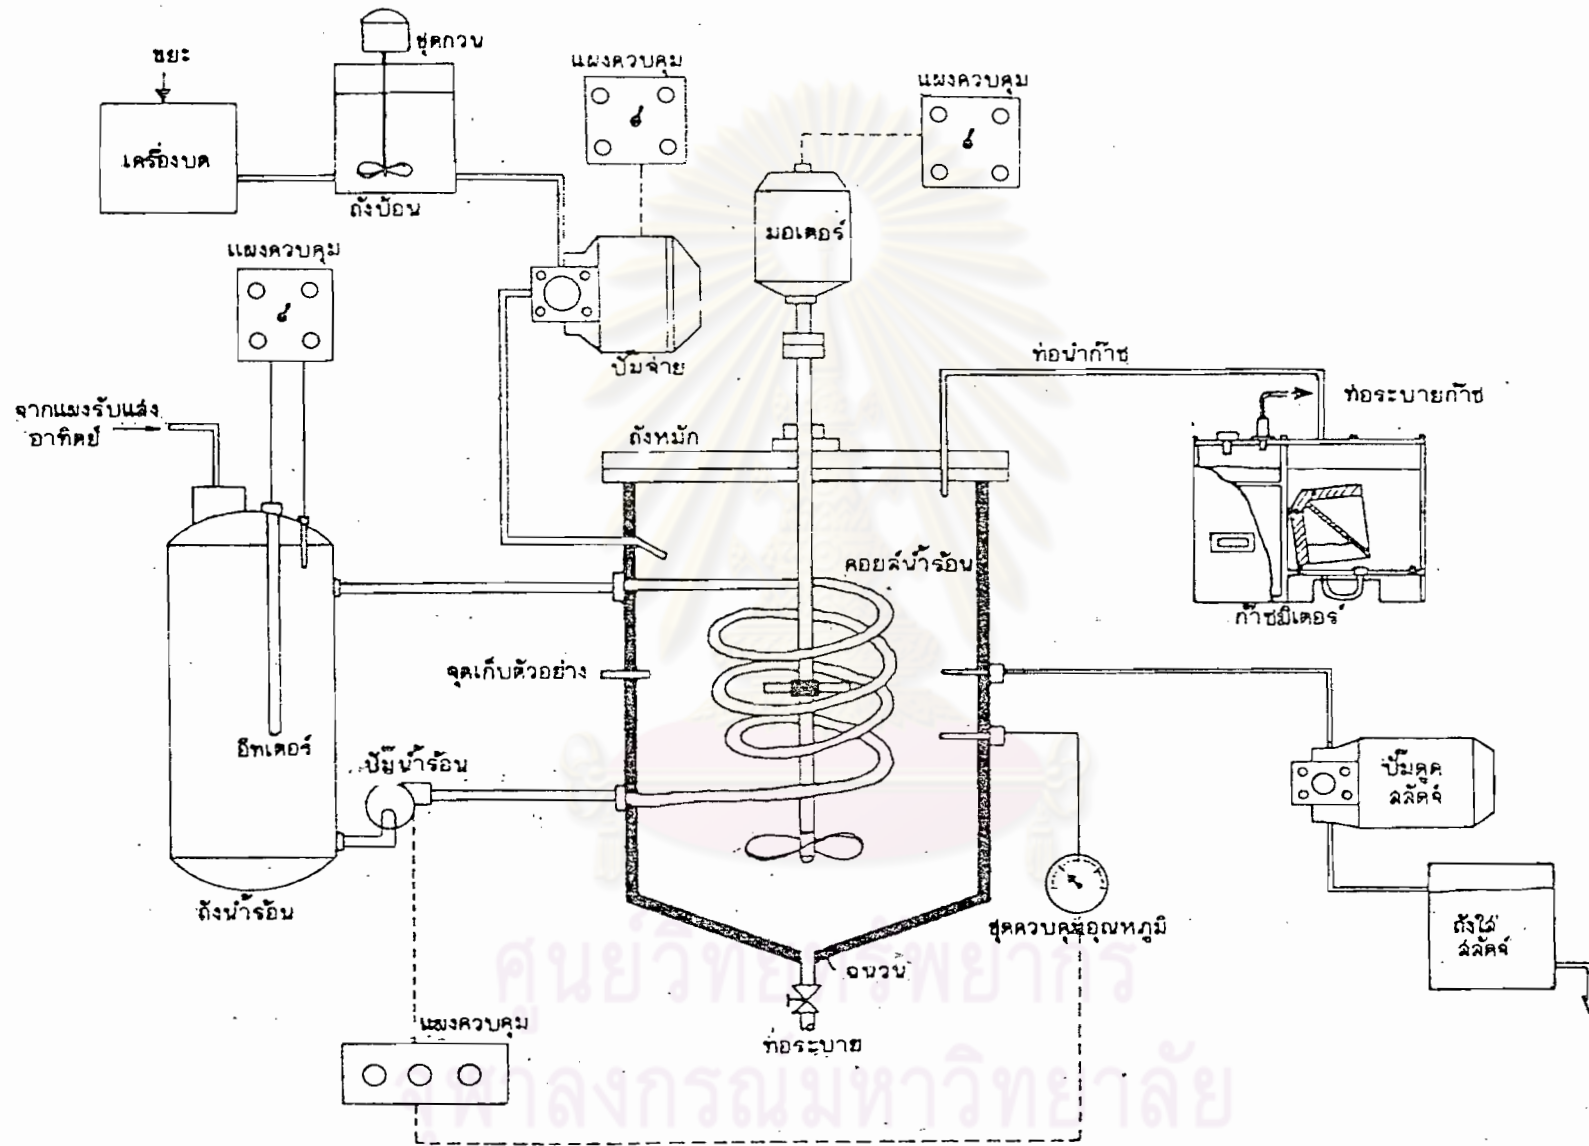 ชุดกวน
ขยะ
แผงควบคุม
แผงควบคุม
เครื่องบด
ถังป้อน
มอเตอร์
แผงควบคุม
ปั๊มจ่าย
ท่อนำก๊าซ
จากแผงรับแสง
อาทิตย์
ท่อระบายก๊าซ
ถังหมัก
คอยล์น้ำร้อน
ก๊าซมิเตอร์
จุดเก็บตัวอย่าง
ฮีทเตอร์
ปั๊มน้ำร้อน
ปั๊มดูด
สลัดจ์
ถังน้ำร้อน
ชุดควบคุมอุณหภูมิ
ถังใส่
สลัดจ์
ฉนวน
แผงควบคุม
ท่อระบาย
ศูนย์วิทยทรัพยากร
จุฬาลงกรณ์มหาวิทยาลัย